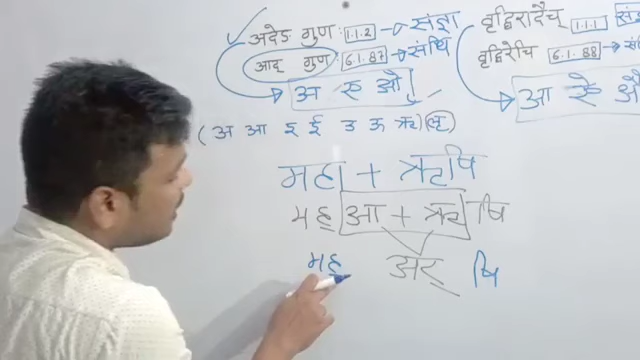 अदेङ गुणः 1.1.2 → संज्ञा
आद् गुण 6.1.87 → संधि
अ ए ओ
वृद्धिरादैच् 1.1.1
वृद्धिरेचि 6.1.88
आ ऐ औ
(अ आ इ ई उ ऊ ऋ) (लृ)
महा + ऋषि
मह् आ + ऋ षि
मह् अर् षि